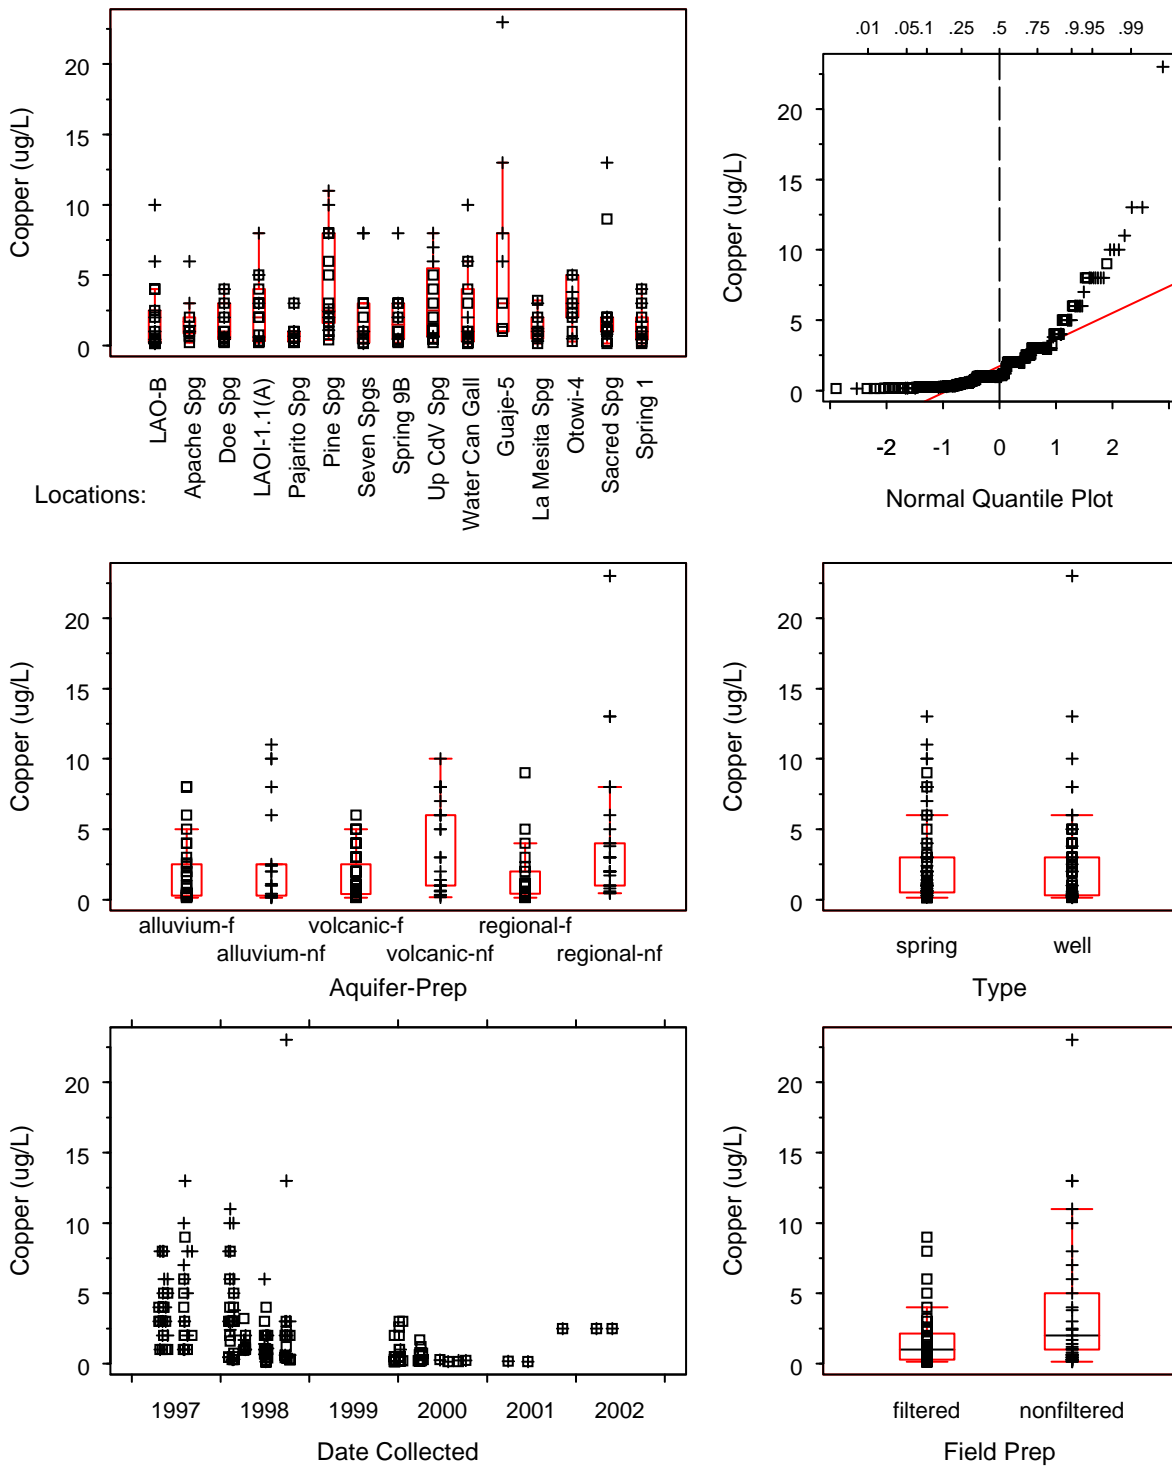 Copper (ug/L)
20
15
10
5
0
LAO-B
Apache Spg
Doe Spg
LAOI-1.1(A)
Pajarito Spg
Pine Spg
Seven Spgs
Spring 9B
Up CdV Spg
Water Can Gall
Guaje-5
La Mesita Spg
Otowi-4
Sacred Spg
Spring 1
Locations:
.01 .05 .1 .25 .5 .75 .9 .95 .99
Copper (ug/L)
20
15
10
5
0
-2 -1 0 1 2
Normal Quantile Plot
Copper (ug/L)
20
15
10
5
0
alluvium-f volcanic-f regional-f
alluvium-nf volcanic-nf regional-nf
Aquifer-Prep
Copper (ug/L)
20
15
10
5
0
spring well
Type
Copper (ug/L)
20
15
10
5
0
1997 1998 1999 2000 2001 2002
Date Collected
Copper (ug/L)
20
15
10
5
0
filtered nonfiltered
Field Prep